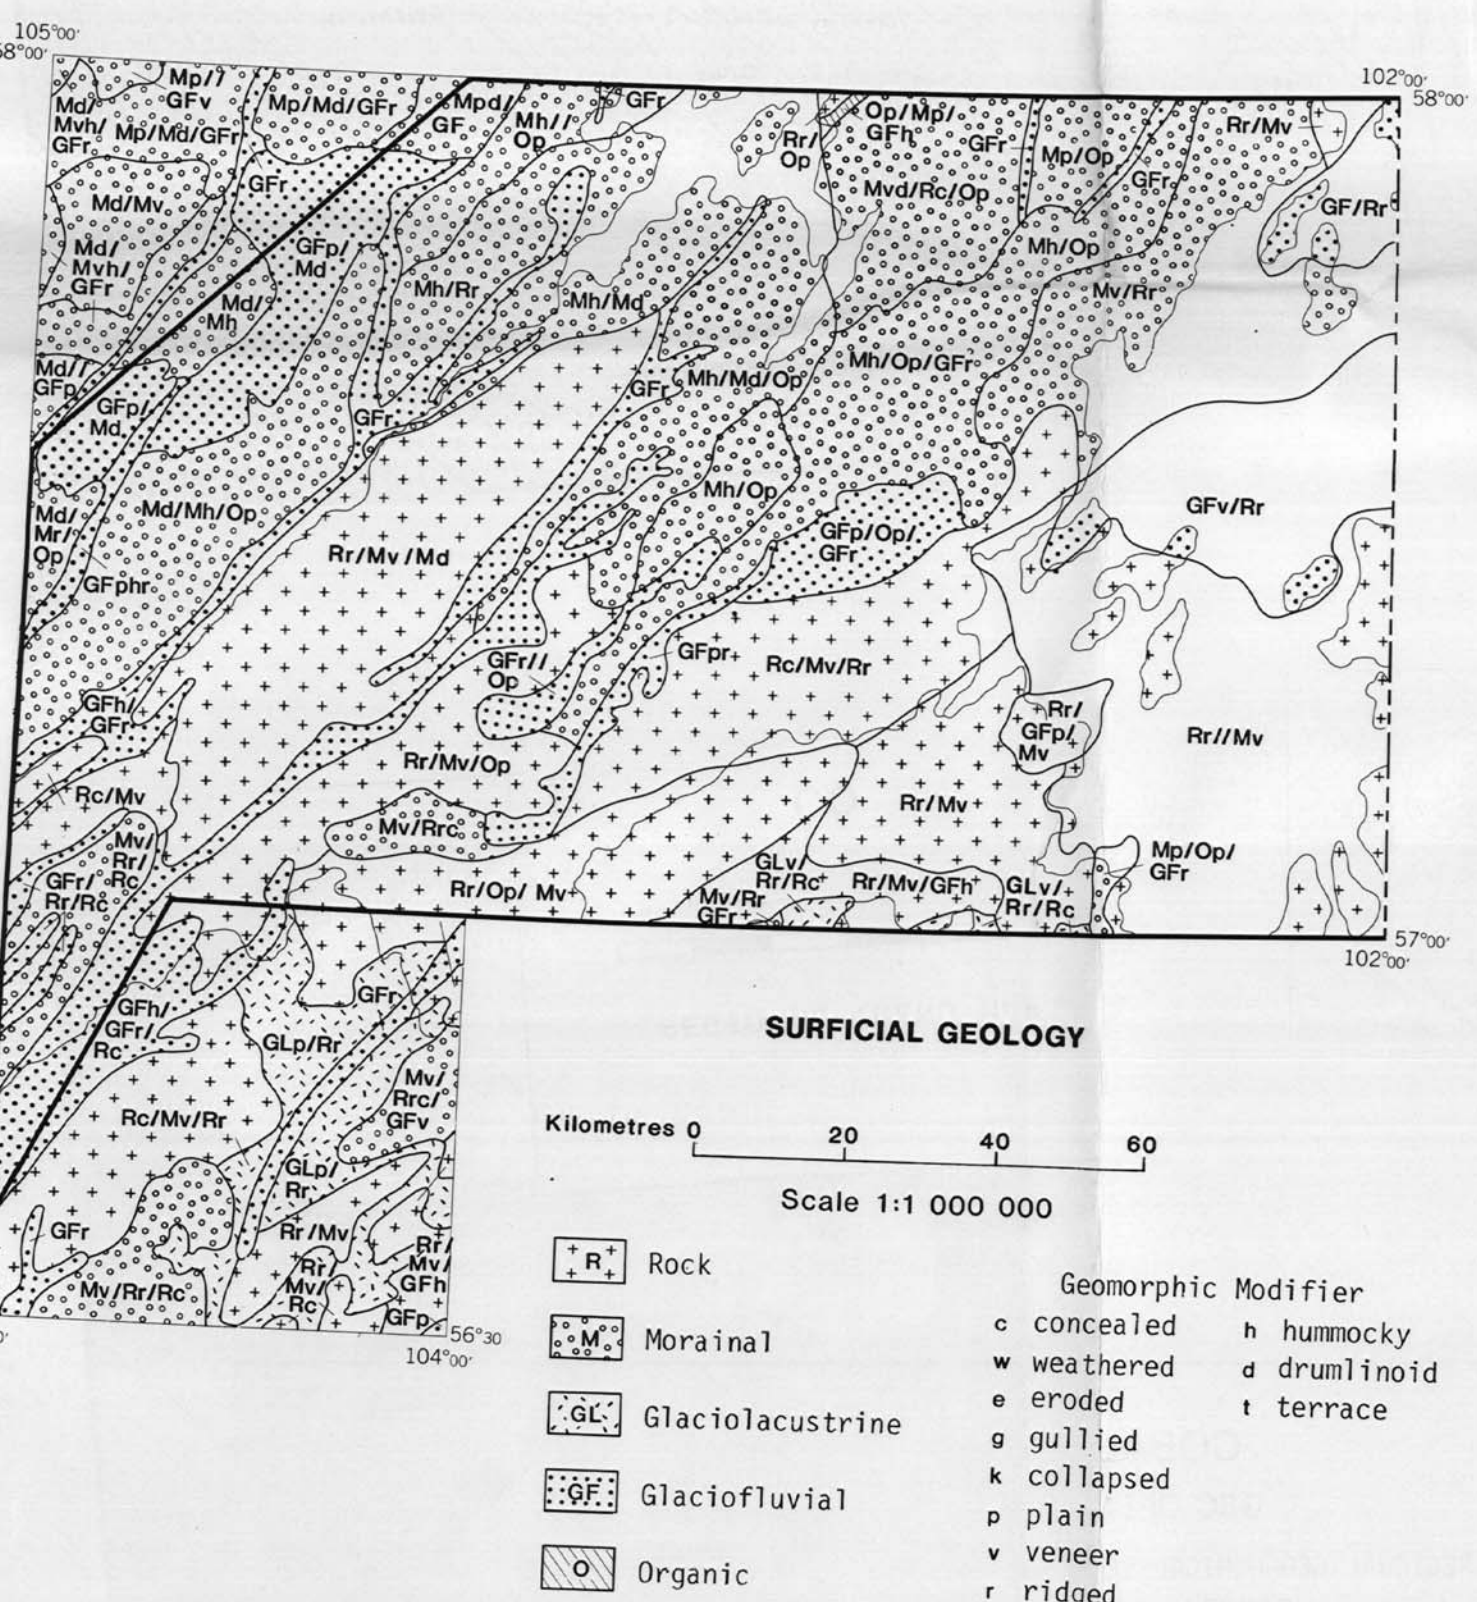 105°00′
58°00′
102°00′
58°00′
Mp//
GFv
Mp/Md/GFr
Mpd/
GF
Mh//
Op
GFr
Rr/
Op
Op/Mp/
GFh
GFr
Mp/Op
Rr/Mv
Md/
Mvh/
GFr
Mp/Md/GFr
GFr
Mvd/Rc/Op
GFr
GF/Rr
Md/Mv
Md/
Mvh/
GFr
GFp/
Md
Mh/Rr
Mh/Md
Mh/Op
Mv/Rr
Md/
Mh
Md//
GFp
GFp/
Md
GFr
GFr
Mh/Md/Op
Mh/Op/GFr
Md/
Mr/
Op
Md/Mh/Op
Rr/Mv/Md
Mh/Op
GFp/Op/
GFr
GFv/Rr
GFphr
GFr//
Op
GFpr
Rc/Mv/Rr
GFh/
GFr
Rr/
GFp/
Mv
Rr//Mv
Rc/Mv
Rr/Mv/Op
Rr/Mv
Mv/
Rr/
Rc
Mv/Rrc
Mp/Op/
GFr
GFr/
Rr/Rc
Rr/Op/ Mv
GLv/
Rr/Rc
Rr/Mv/GFh
GLv/
Rr/Rc
Mv/Rr
GFr
57°00′
102°00′
GFr
GFh/
GFr/
Rc
GLp/Rr
Mv/
Rrc/
GFv
Rc/Mv/Rr
GLp/
Rr
GFr
Rr/Mv
Rr/
Mv/
GFh
Mv/Rr/Rc
Rr/
Mv/
Rc
GFp
56°30
104°00′
SURFICIAL GEOLOGY
Kilometres 0 20 40 60
Scale 1:1 000 000
R Rock
M Morainal
GL Glaciolacustrine
GF Glaciofluvial
O Organic
Geomorphic Modifier
c concealed
w weathered
e eroded
g gullied
k collapsed
p plain
v veneer
r ridged
h hummocky
d drumlinoid
t terrace